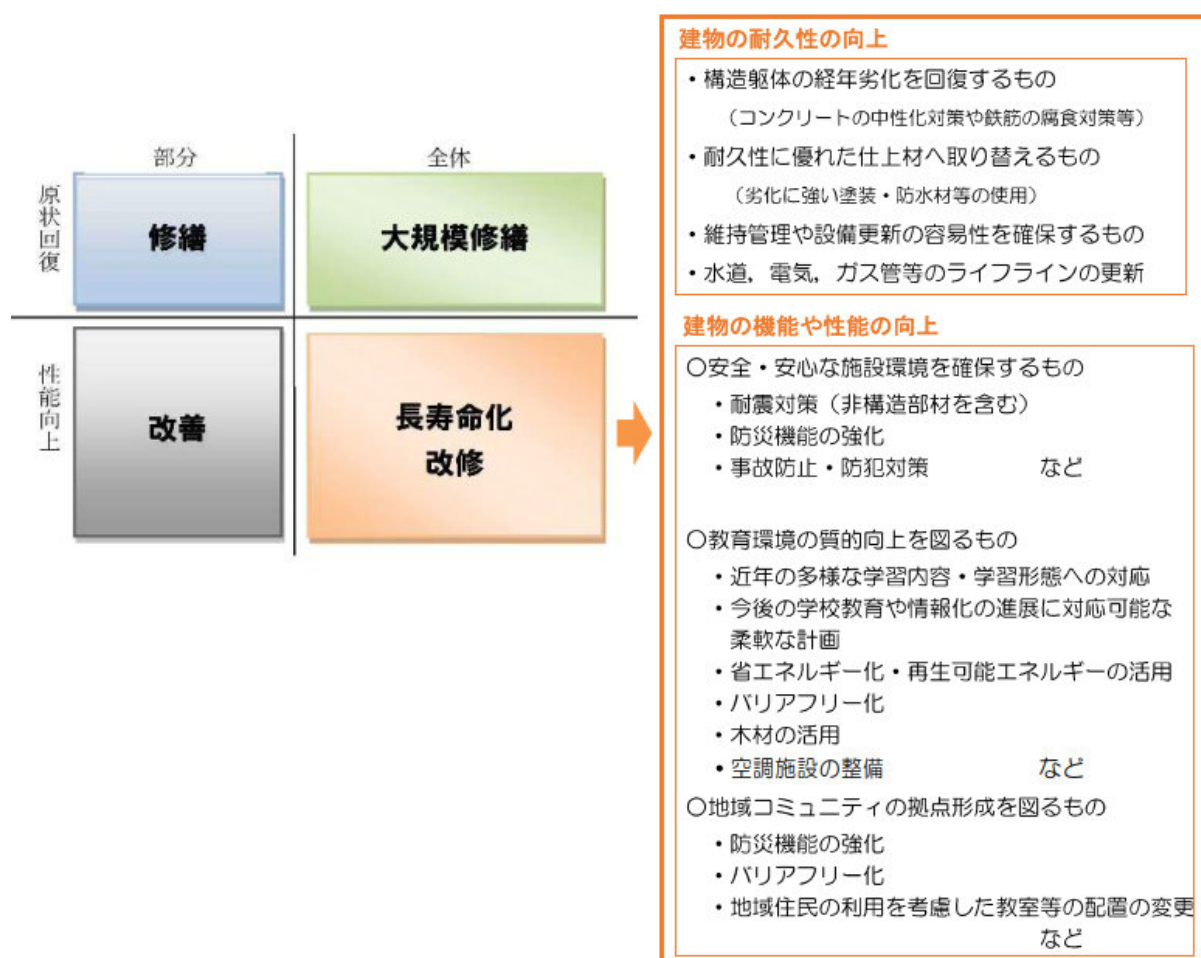 部分
全体
原状回復
修繕
大規模修繕
性能向上
改善
長寿命化
改修
建物の耐久性の向上
・構造躯体の経年劣化を回復するもの
（コンクリートの中性化対策や鉄筋の腐食対策等）
・耐久性に優れた仕上材へ取り替えるもの
（劣化に強い塗装・防水材等の使用）
・維持管理や設備更新の容易性を確保するもの
・水道，電気，ガス管等のライフラインの更新
建物の機能や性能の向上
〇安全・安心な施設環境を確保するもの
・耐震対策（非構造部材を含む）
・防災機能の強化
・事故防止・防犯対策　など
〇教育環境の質的向上を図るもの
・近年の多様な学習内容・学習形態への対応
・今後の学校教育や情報化の進展に対応可能な
柔軟な計画
・省エネルギー化・再生可能エネルギーの活用
・バリアフリー化
・木材の活用
・空調施設の整備　など
〇地域コミュニティの拠点形成を図るもの
・防災機能の強化
・バリアフリー化
・地域住民の利用を考慮した教室等の配置の変更
など